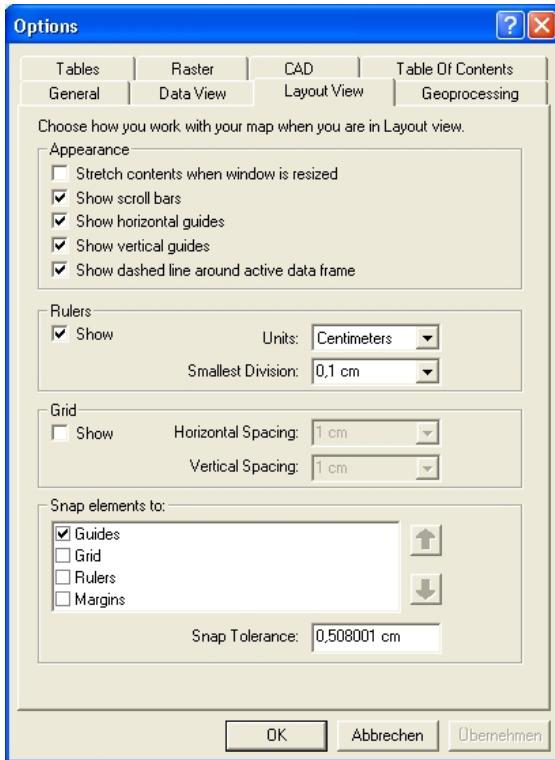 Options
Tables Raster CAD Table Of Contents
General Data View Layout View Geoprocessing
Choose how you work with your map when you are in Layout view.
Appearance
Stretch contents when window is resized
Show scroll bars
Show horizontal guides
Show vertical guides
Show dashed line around active data frame
Rulers
Show Units: Centimeters
Smallest Division: 0,1 cm
Grid
Show Horizontal Spacing: 1 cm
Vertical Spacing: 1 cm
Snap elements to:
Guides
Grid
Rulers
Margins
Snap Tolerance: 0,508001 cm
OK Abbrechen Übernehmen